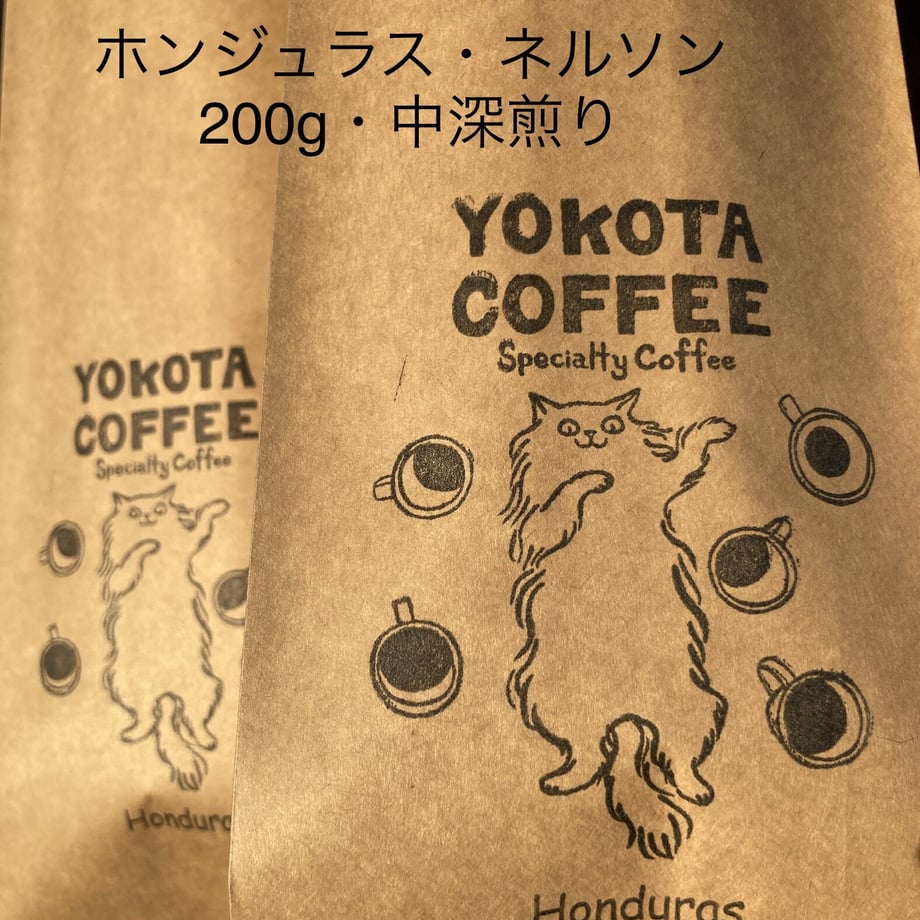 ホンジュラス・ネルソン
200g・中深煎り
YOKOTA
COFFEE
Specialty Coffee
Honduras
YOKOTA
COFFEE
Specialty Coffee
Hondura